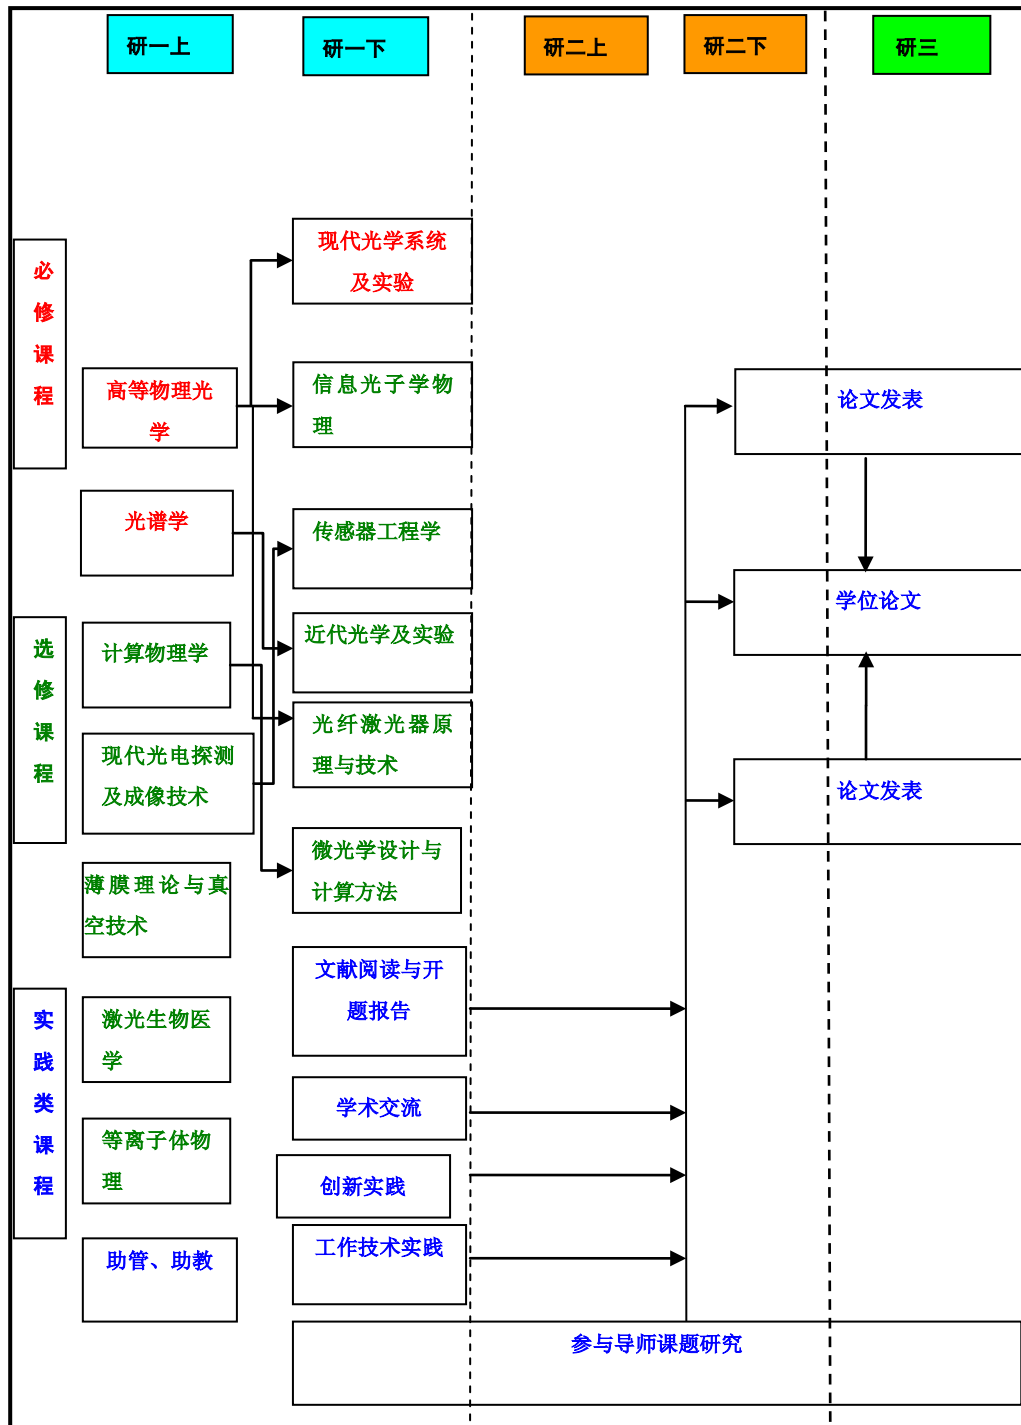 研一上
研一下
研二上
研二下
研三
必
修
课
程
选
修
课
程
实
践
类
课
程
高等物理光
学
光谱学
计算物理学
现代光电探测
及成像技术
薄膜理论与真
空技术
激光生物医
学
等离子体物
理
助管、助教
现代光学系统
及实验
信息光子学物
理
传感器工程学
近代光学及实验
光纤激光器原
理与技术
微光学设计与
计算方法
文献阅读与开
题报告
学术交流
创新实践
工作技术实践
参与导师课题研究
论文发表
学位论文
论文发表